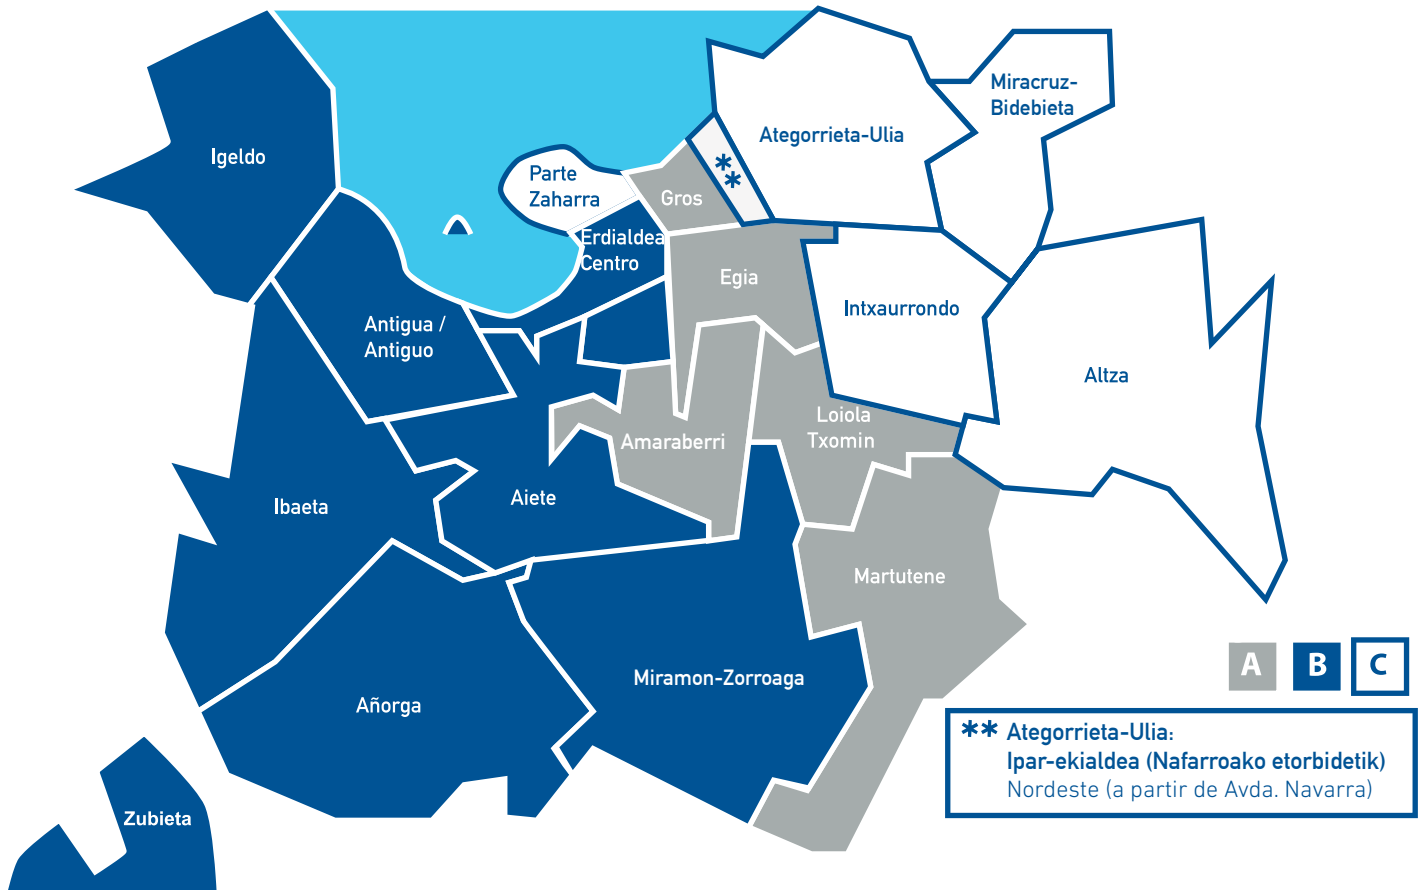 Miracruz-
Bidebieta
Ategorrieta-Ulia
Igeldo
**
Parte
Zaharra
Gros
Erdialdea
Centro
Egia
Intxaurrondo
Antigua /
Antiguo
Altza
Loiola
Txomin
Amaraberri
Aiete
Ibaeta
Martutene
A B C
Miramon-Zorroaga
Añorga
** Ategorrieta-Ulia:
Ipar-ekialdea (Nafarroako etorbidetik)
Nordeste (a partir de Avda. Navarra)
Zubieta